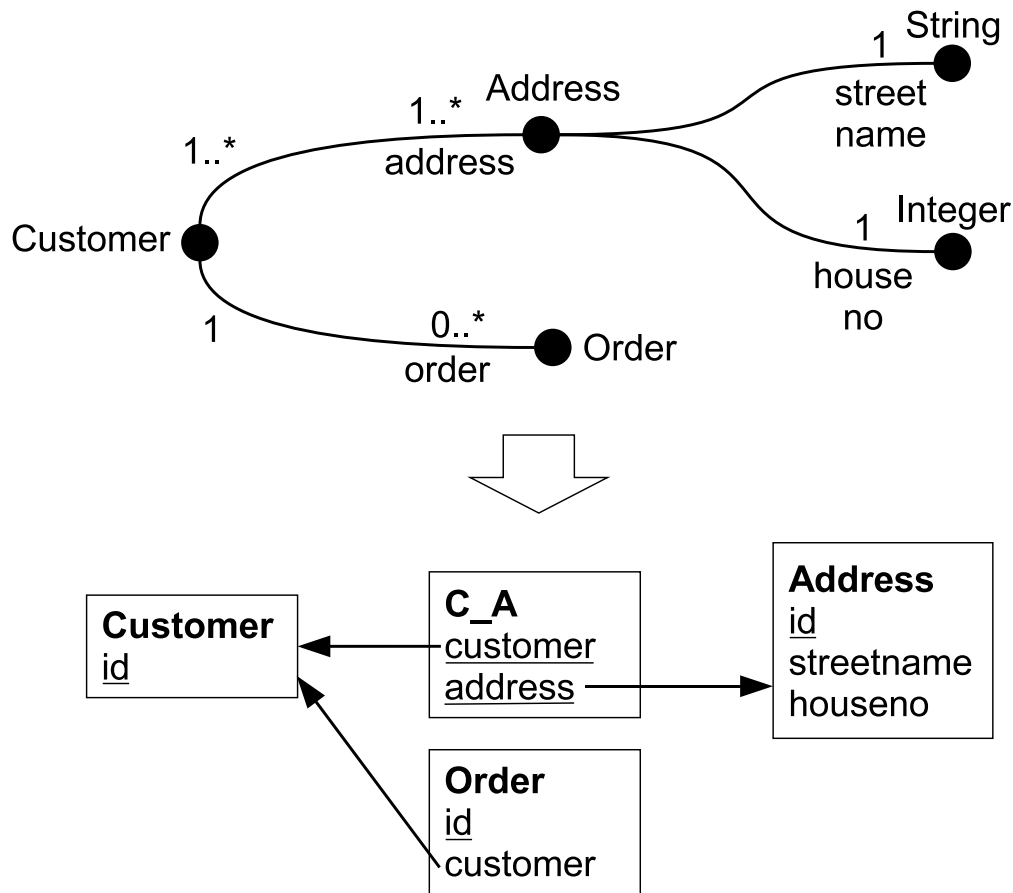 String
1
street
name
Address
1..*
address
1..*
Integer
1
house
no
Customer
1
0..*
order
Order
Customer
id
C_A
customer
address
Address
id
streetname
houseno
Order
id
customer